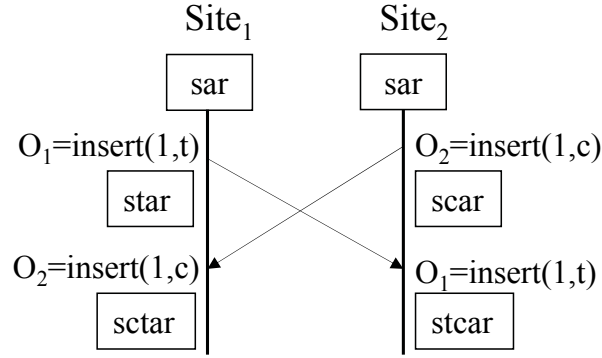 Site₁ Site₂
sar sar
O₁=insert(1,t) O₂=insert(1,c)
star scar
O₂=insert(1,c) O₁=insert(1,t)
sctar stcar